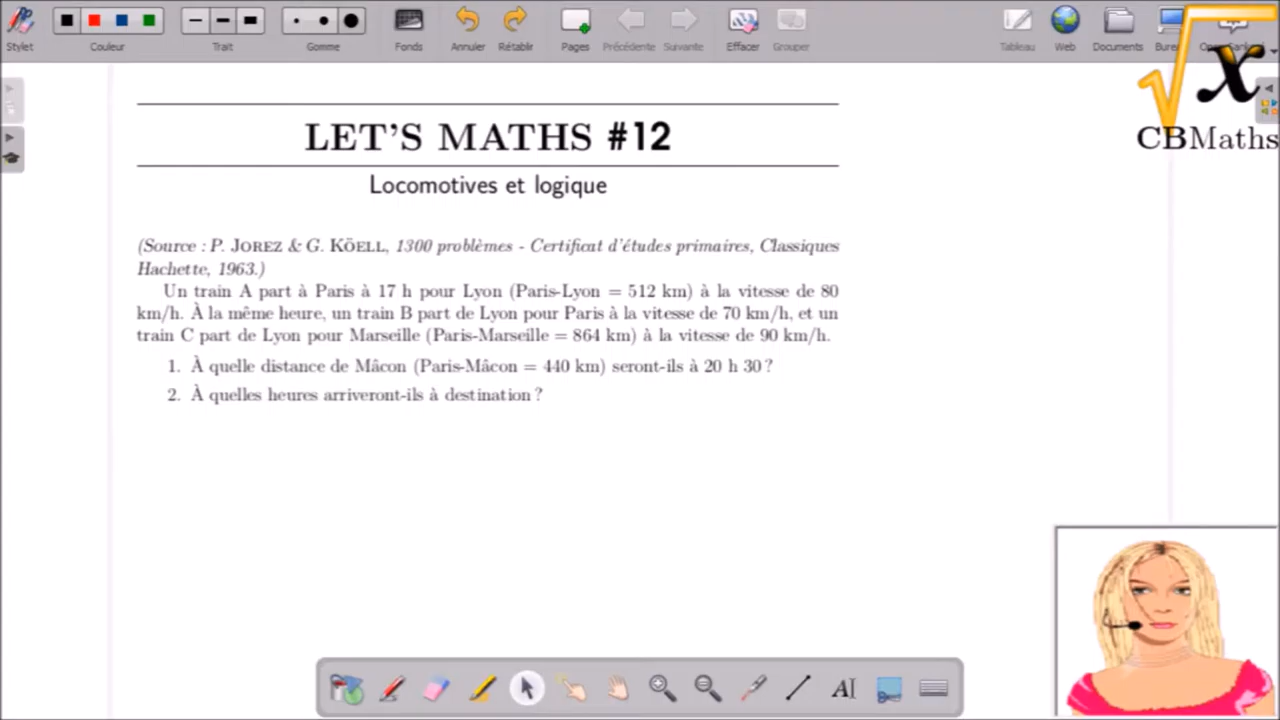 Stylet Couleur Trait Gomme Fonds Annuler Rétablir Pages Précédente Suivante Effacer Grouper Tableau Web Documents
CBMaths
LET'S MATHS #12
Locomotives et logique
(Source : P. JOREZ & G. KÖELL, 1300 problèmes - Certificat d'études primaires, Classiques
Hachette, 1963.)
Un train A part à Paris à 17 h pour Lyon (Paris-Lyon = 512 km) à la vitesse de 80
km/h. À la même heure, un train B part de Lyon pour Paris à la vitesse de 70 km/h, et un
train C part de Lyon pour Marseille (Paris-Marseille = 864 km) à la vitesse de 90 km/h.
1. À quelle distance de Mâcon (Paris-Mâcon = 440 km) seront-ils à 20 h 30 ?
2. À quelles heures arriveront-ils à destination ?